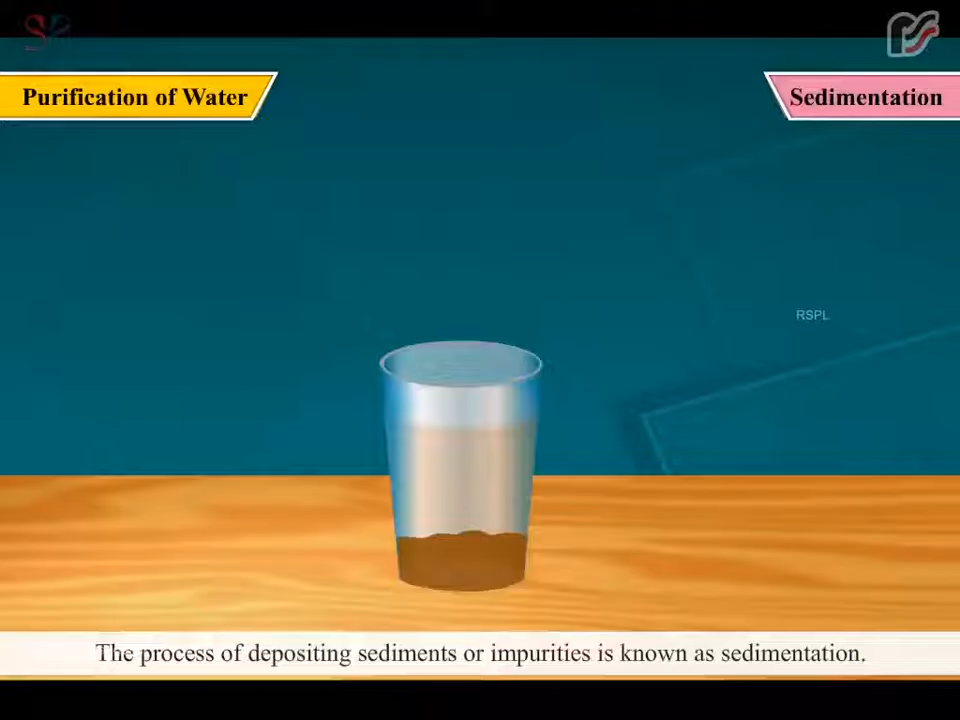 Purification of Water
Sedimentation
RSPL
The process of depositing sediments or impurities is known as sedimentation.